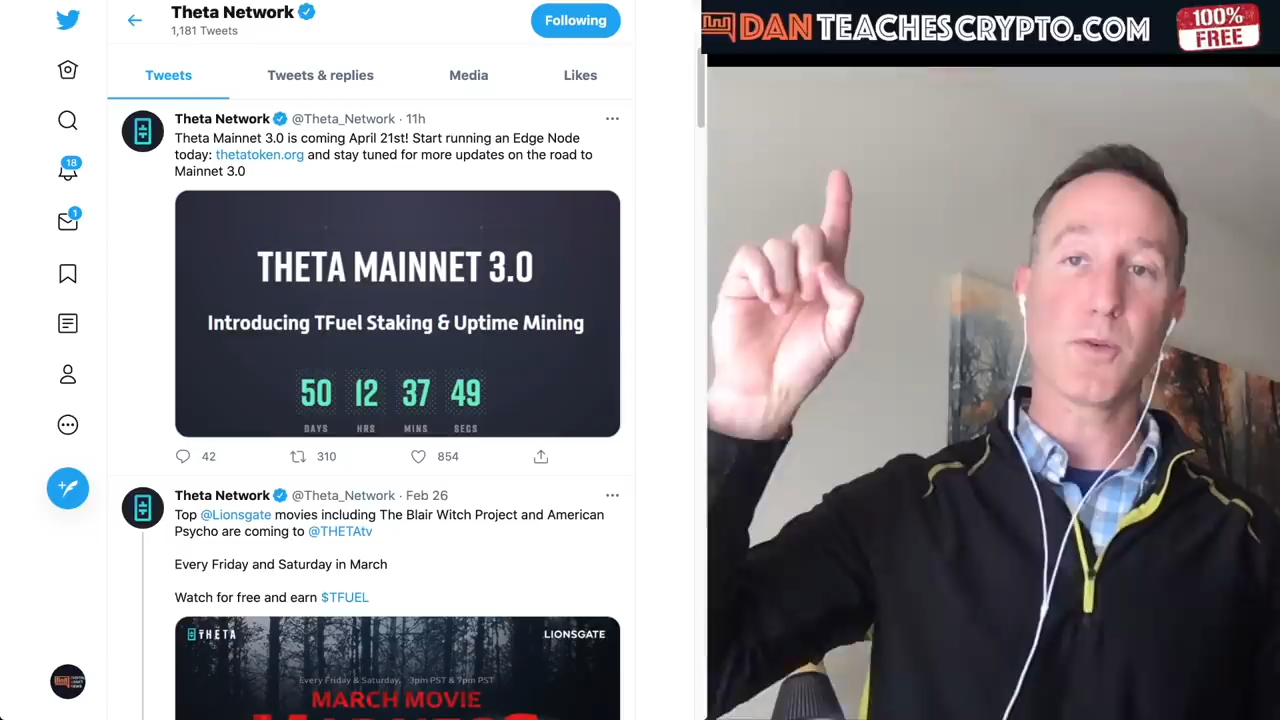 Theta Network
1,181 Tweets
Following
Tweets
Tweets & replies
Media
Likes
Theta Network @Theta_Network · 11h
Theta Mainnet 3.0 is coming April 21st! Start running an Edge Node
today: thetatoken.org and stay tuned for more updates on the road to
Mainnet 3.0
THETA MAINNET 3.0
Introducing TFuel Staking & Uptime Mining
50 12 37 49
DAYS HRS MINS SECS
42 310 854
Theta Network @Theta_Network · Feb 26
Top @Lionsgate movies including The Blair Witch Project and American
Psycho are coming to @THETAtv
Every Friday and Saturday in March
Watch for free and earn $TFUEL
THETA
LIONSGATE
Every Friday & Saturday, 3pm PST & 7pm PST
MARCH MOVIE
18
1
DANTEACHESCRYPTO.COM
100%
FREE